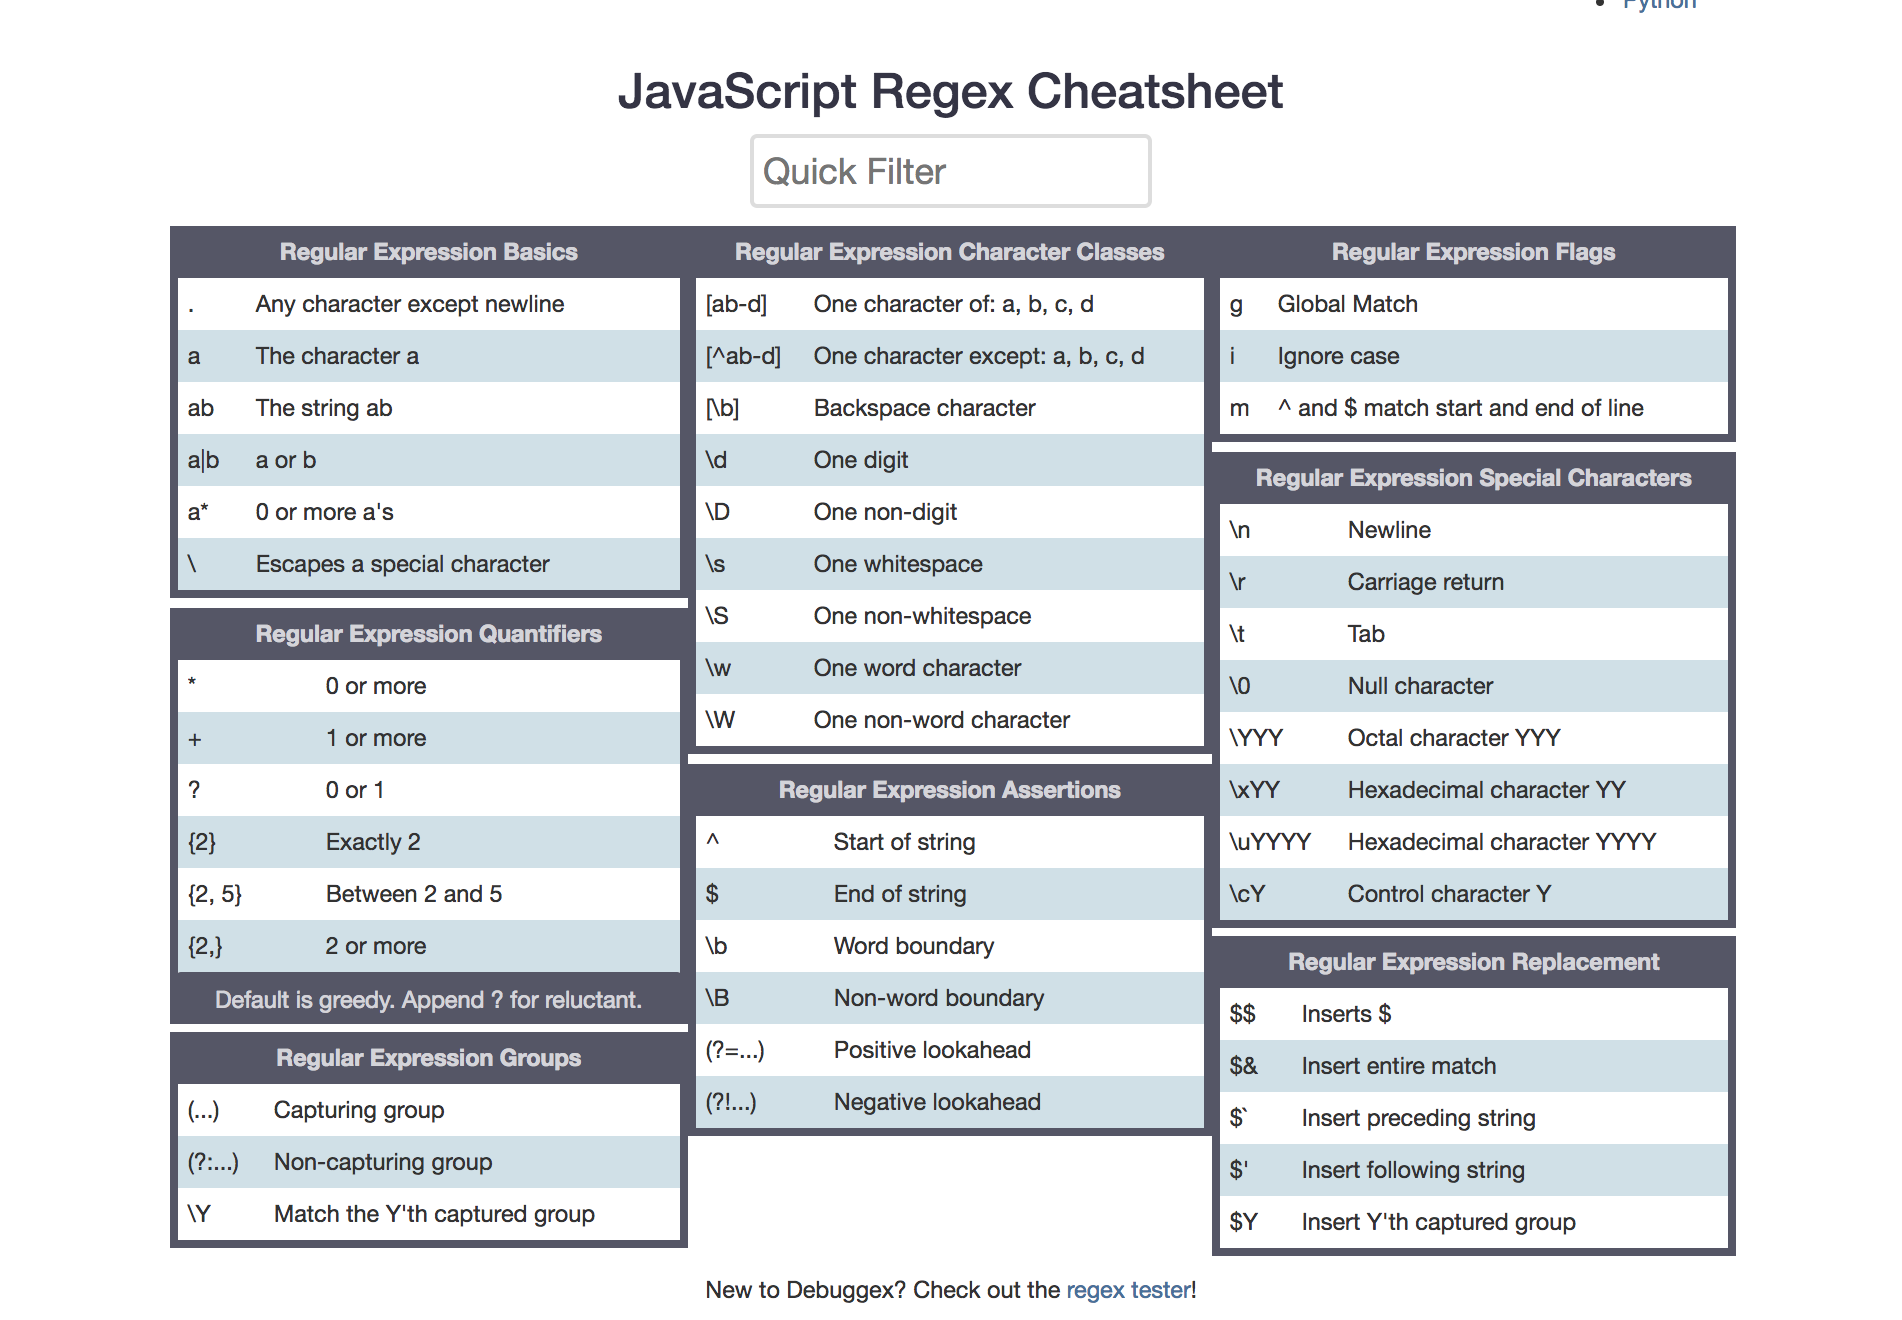 Python
JavaScript Regex Cheatsheet
Quick Filter
Regular Expression Basics
. Any character except newline
a The character a
ab The string ab
a|b a or b
a* 0 or more a's
\ Escapes a special character
Regular Expression Quantifiers
* 0 or more
+ 1 or more
? 0 or 1
{2} Exactly 2
{2, 5} Between 2 and 5
{2,} 2 or more
Default is greedy. Append ? for reluctant.
Regular Expression Groups
(...) Capturing group
(?:...) Non-capturing group
\Y Match the Y'th captured group
Regular Expression Character Classes
[ab-d] One character of: a, b, c, d
[^ab-d] One character except: a, b, c, d
[\b] Backspace character
\d One digit
\D One non-digit
\s One whitespace
\S One non-whitespace
\w One word character
\W One non-word character
Regular Expression Assertions
^ Start of string
$ End of string
\b Word boundary
\B Non-word boundary
(?=...) Positive lookahead
(?!...) Negative lookahead
Regular Expression Flags
g Global Match
i Ignore case
m ^ and $ match start and end of line
Regular Expression Special Characters
\n Newline
\r Carriage return
\t Tab
\0 Null character
\YYY Octal character YYY
\xYY Hexadecimal character YY
\uYYYY Hexadecimal character YYYY
\cY Control character Y
Regular Expression Replacement
$$ Inserts $
$& Insert entire match
$` Insert preceding string
$' Insert following string
$Y Insert Y'th captured group
New to Debuggex? Check out the regex tester!